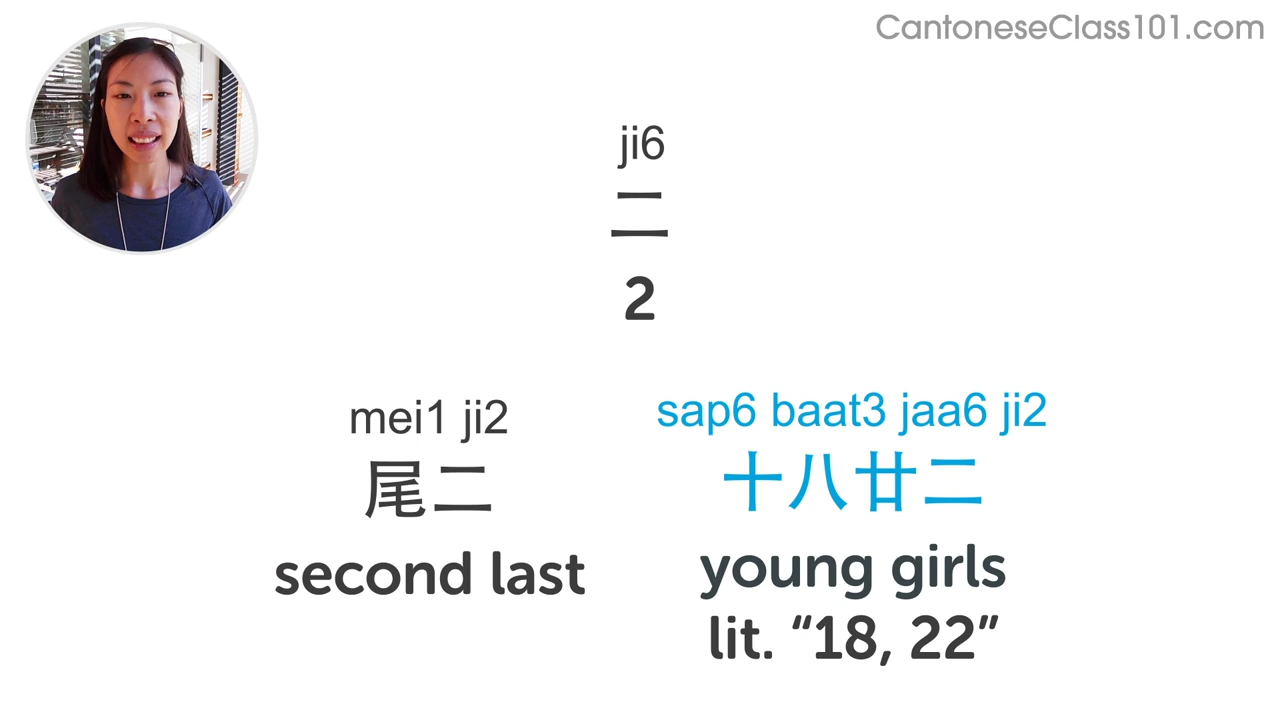 CantoneseClass101.com
ji6
二
2
mei1 ji2
尾二
second last
sap6 baat3 jaa6 ji2
十八廿二
young girls
lit. “18, 22”